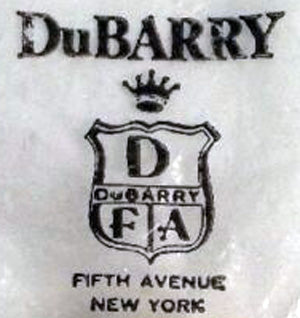 DuBARRY
D
DuBARRY
F A
FIFTH AVENUE
NEW YORK